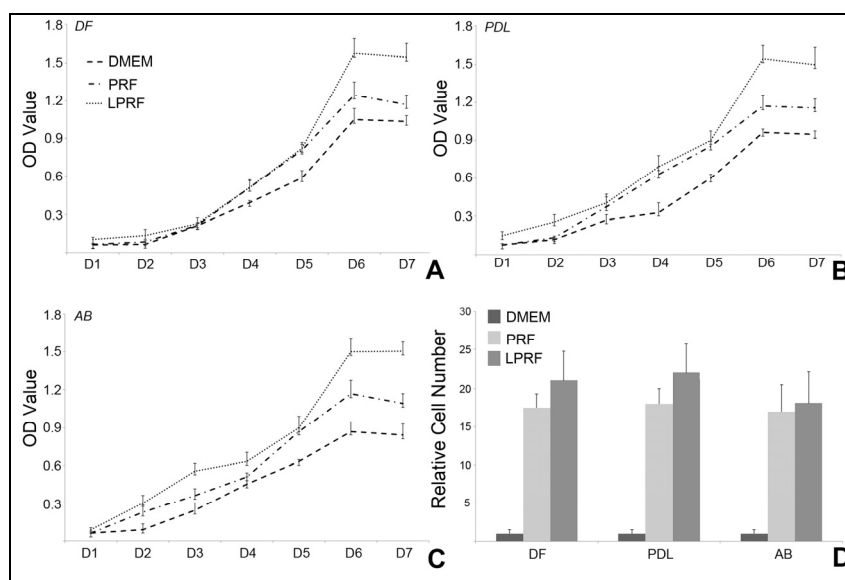 DF
OD Value
1.8
1.5
1.2
0.9
0.6
0.3
DMEM
PRF
LPRF
D1 D2 D3 D4 D5 D6 D7
A
PDL
OD Value
1.8
1.5
1.2
0.9
0.6
0.3
D1 D2 D3 D4 D5 D6 D7
B
AB
OD Value
1.8
1.5
1.2
0.9
0.6
0.3
D1 D2 D3 D4 D5 D6 D7
C
Relative Cell Number
30
25
20
15
10
5
DMEM
PRF
LPRF
DF PDL AB
D